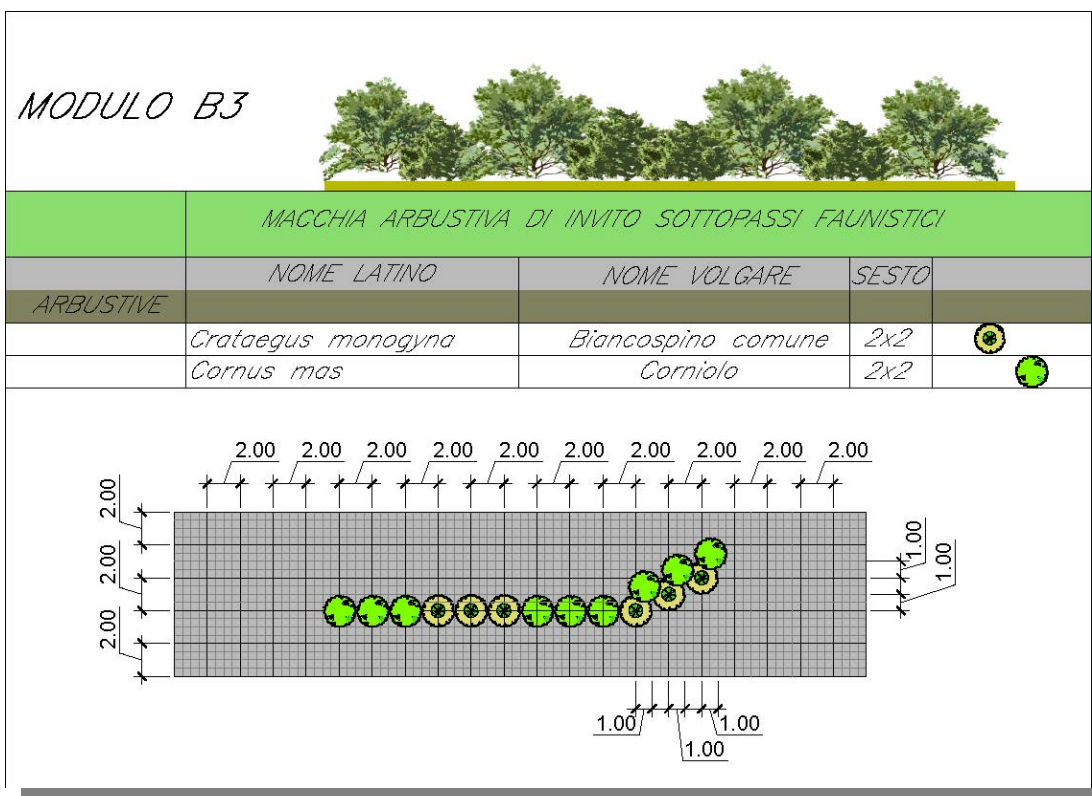 MODULO B3
MACCHIA ARBUSTIVA DI INVITO SOTTOPASSI FAUNISTICI
NOME LATINO NOME VOLGARE SESTO
ARBUSTIVE
Crataegus monogyna Biancospino comune 2x2
Cornus mas Corniolo 2x2
2.00 2.00 2.00 2.00 2.00 2.00 2.00 2.00 2.00 2.00
2.00
2.00
2.00
1.00
1.00
1.00 1.00
1.00